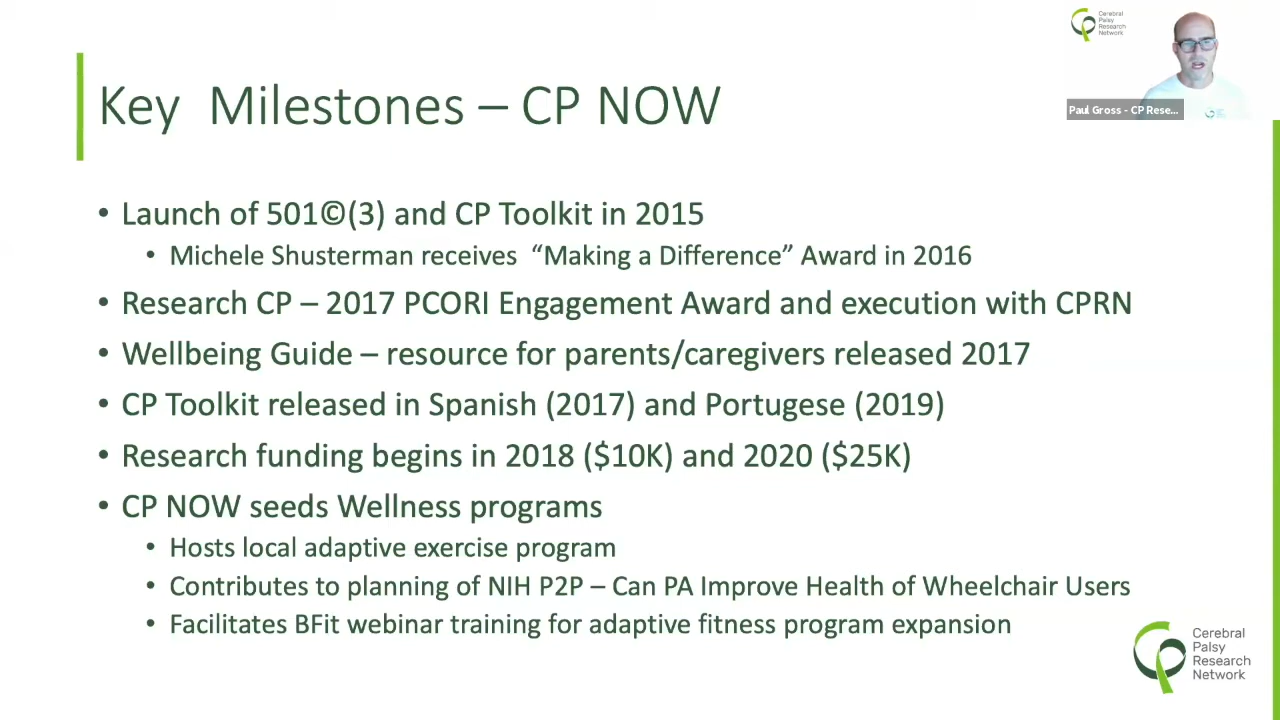 Cerebral
Palsy
Research
Network
Paul Gross - CP Rese...
Key Milestones – CP NOW
• Launch of 501©(3) and CP Toolkit in 2015
• Michele Shusterman receives “Making a Difference” Award in 2016
• Research CP – 2017 PCORI Engagement Award and execution with CPRN
• Wellbeing Guide – resource for parents/caregivers released 2017
• CP Toolkit released in Spanish (2017) and Portugese (2019)
• Research funding begins in 2018 ($10K) and 2020 ($25K)
• CP NOW seeds Wellness programs
• Hosts local adaptive exercise program
• Contributes to planning of NIH P2P – Can PA Improve Health of Wheelchair Users
• Facilitates BFit webinar training for adaptive fitness program expansion
Cerebral
Palsy
Research
Network